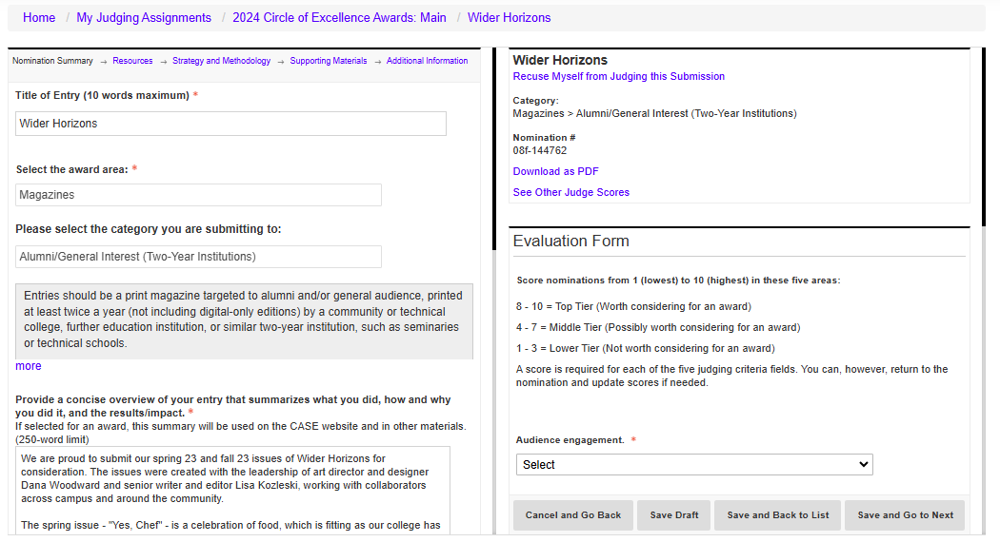 Home / My Judging Assignments / 2024 Circle of Excellence Awards: Main / Wider Horizons
Nomination Summary → Resources → Strategy and Methodology → Supporting Materials → Additional Information
Title of Entry (10 words maximum) *
Wider Horizons
Select the award area: *
Magazines
Please select the category you are submitting to:
Alumni/General Interest (Two-Year Institutions)
Entries should be a print magazine targeted to alumni and/or general audience, printed
at least twice a year (not including digital-only editions) by a community or technical
college, further education institution, or similar two-year institution, such as seminaries
or technical schools.
more
Provide a concise overview of your entry that summarizes what you did, how and why
you did it, and the results/impact. *
If selected for an award, this summary will be used on the CASE website and in other materials.
(250-word limit)
We are proud to submit our spring 23 and fall 23 issues of Wider Horizons for
consideration. The issues were created with the leadership of art director and designer
Dana Woodward and senior writer and editor Lisa Kozleski, working with collaborators
across campus and around the community.
The spring issue - "Yes, Chef" - is a celebration of food, which is fitting as our college has
Wider Horizons
Recuse Myself from Judging this Submission
Category:
Magazines > Alumni/General Interest (Two-Year Institutions)
Nomination #
08f-144762
Download as PDF
See Other Judge Scores
Evaluation Form
Score nominations from 1 (lowest) to 10 (highest) in these five areas:
8 - 10 = Top Tier (Worth considering for an award)
4 - 7 = Middle Tier (Possibly worth considering for an award)
1 - 3 = Lower Tier (Not worth considering for an award)
A score is required for each of the five judging criteria fields. You can, however, return to the
nomination and update scores if needed.
Audience engagement. *
Select
Cancel and Go Back
Save Draft
Save and Back to List
Save and Go to Next